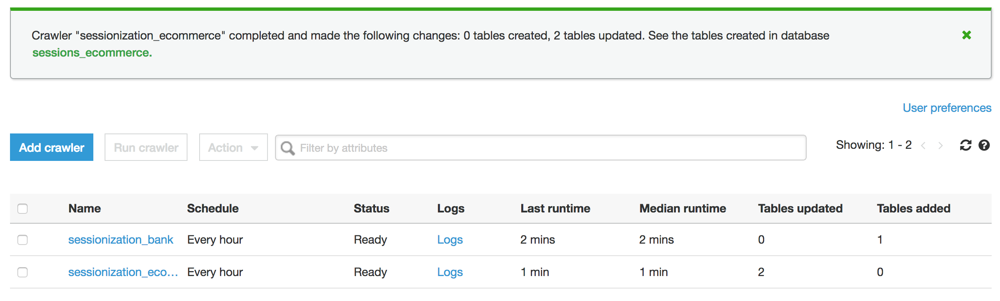 Crawler "sessionization_ecommerce" completed and made the following changes: 0 tables created, 2 tables updated. See the tables created in database
sessions_ecommerce.
User preferences
Add crawler Run crawler Action Filter by attributes Showing: 1 - 2
Name Schedule Status Logs Last runtime Median runtime Tables updated Tables added
sessionization_bank Every hour Ready Logs 2 mins 2 mins 0 1
sessionization_eco... Every hour Ready Logs 1 min 1 min 2 0